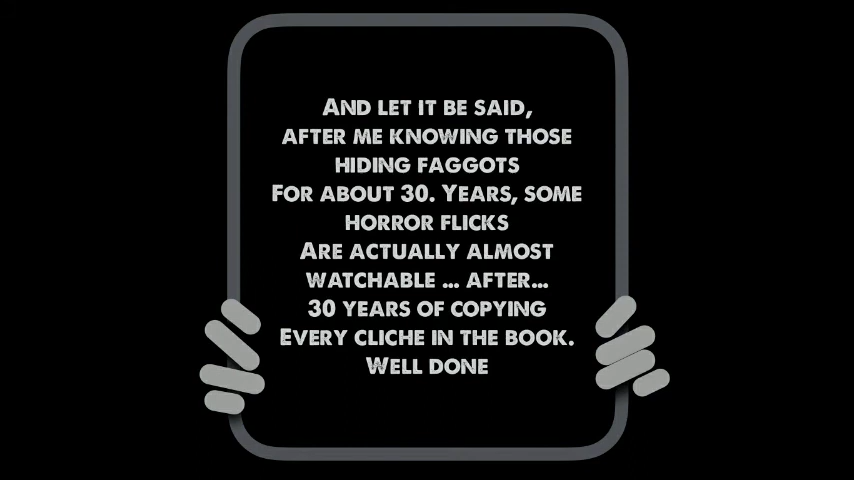 And let it be said,
after me knowing those
hiding faggots
For about 30. Years, some
horror flicks
Are actually almost
watchable ... after...
30 years of copying
Every cliche in the book.
Well done